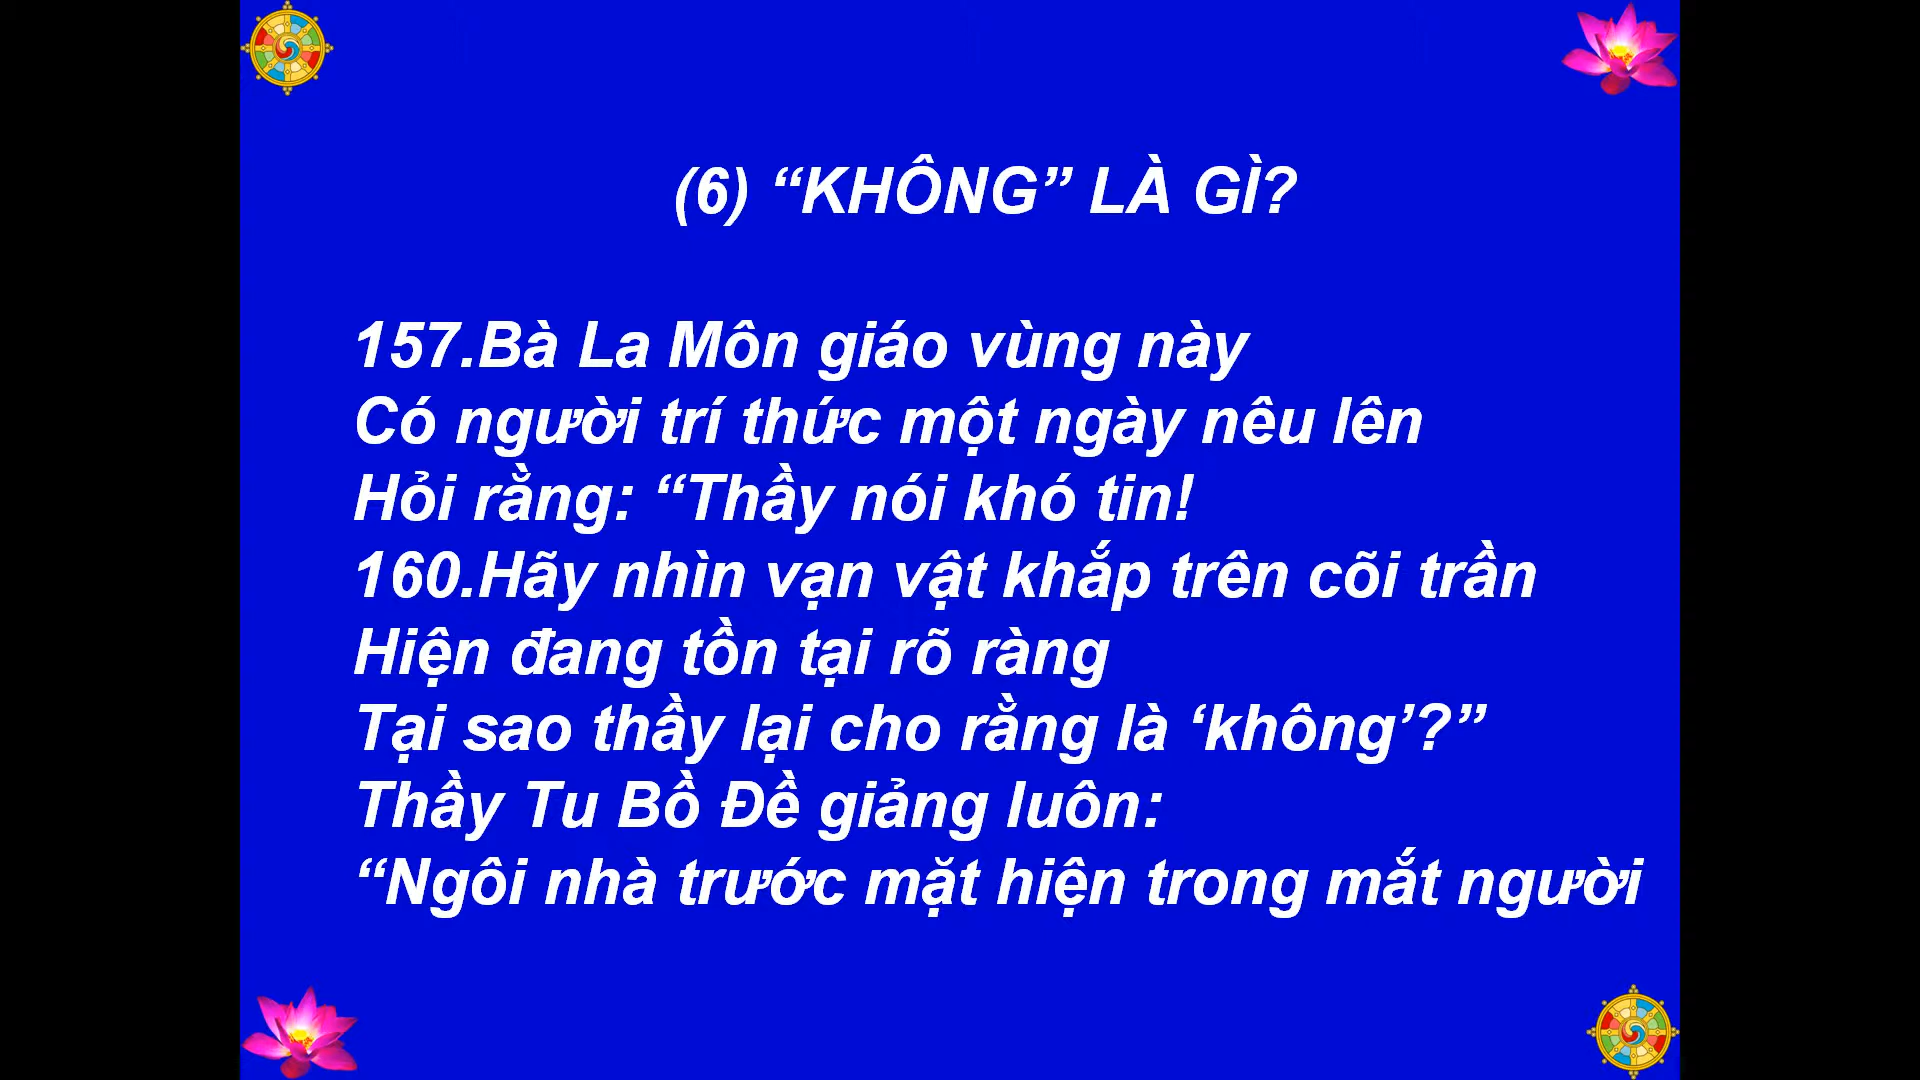 (6) “KHÔNG” LÀ GÌ?
157.Bà La Môn giáo vùng này
Có người trí thức một ngày nêu lên
Hỏi rằng: “Thầy nói khó tin!
160.Hãy nhìn vạn vật khắp trên cõi trần
Hiện đang tồn tại rõ ràng
Tại sao thầy lại cho rằng là ‘không’?”
Thầy Tu Bồ Đề giảng luôn:
“Ngôi nhà trước mặt hiện trong mắt người